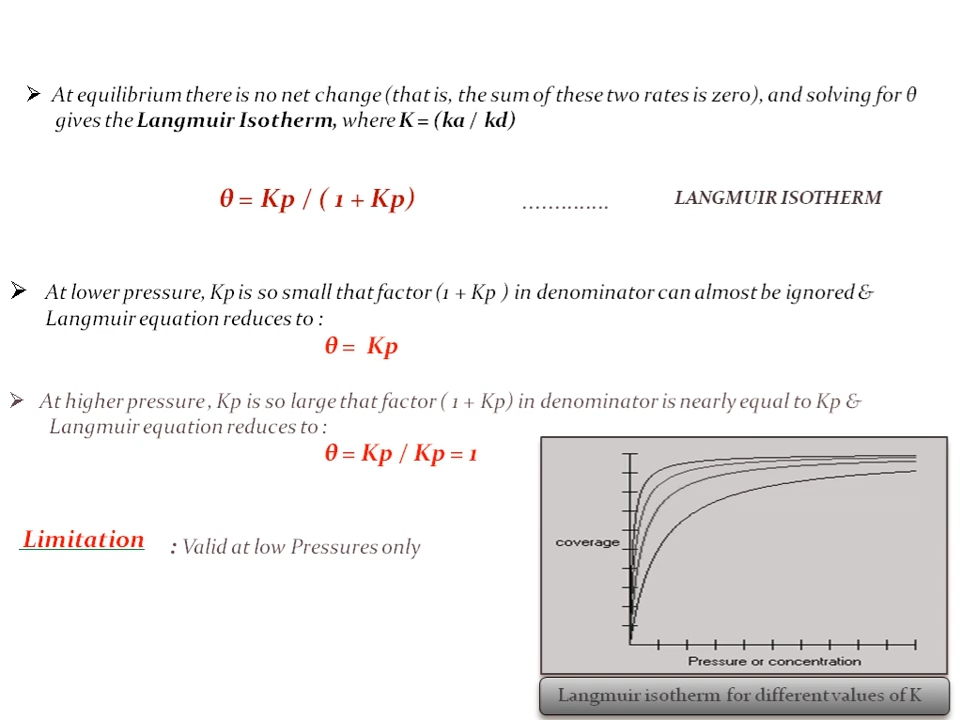 ➢ At equilibrium there is no net change (that is, the sum of these two rates is zero), and solving for θ
gives the Langmuir Isotherm, where K = (ka / kd)
θ = Kp / ( 1 + Kp) .............. LANGMUIR ISOTHERM
➢ At lower pressure, Kp is so small that factor (1 + Kp ) in denominator can almost be ignored &
Langmuir equation reduces to :
θ = Kp
➢ At higher pressure , Kp is so large that factor ( 1 + Kp) in denominator is nearly equal to Kp &
Langmuir equation reduces to :
θ = Kp / Kp = 1
Limitation : Valid at low Pressures only
coverage
Pressure or concentration
Langmuir isotherm for different values of K